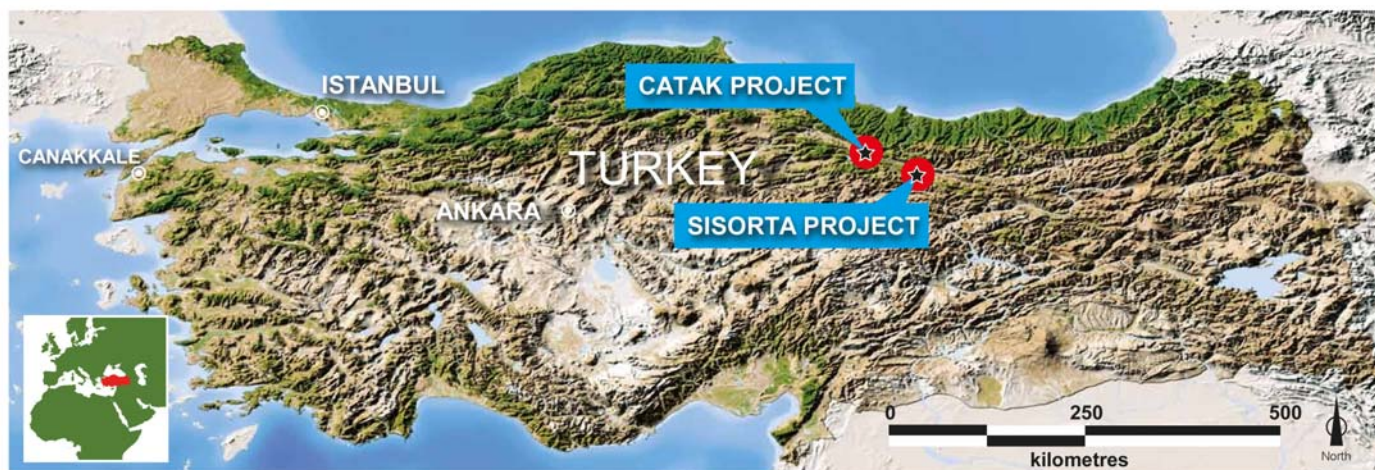 ISTANBUL
CATAK PROJECT
CANAKKALE
TURKEY
ANKARA
SISORTA PROJECT
0 250 500
kilometres
North